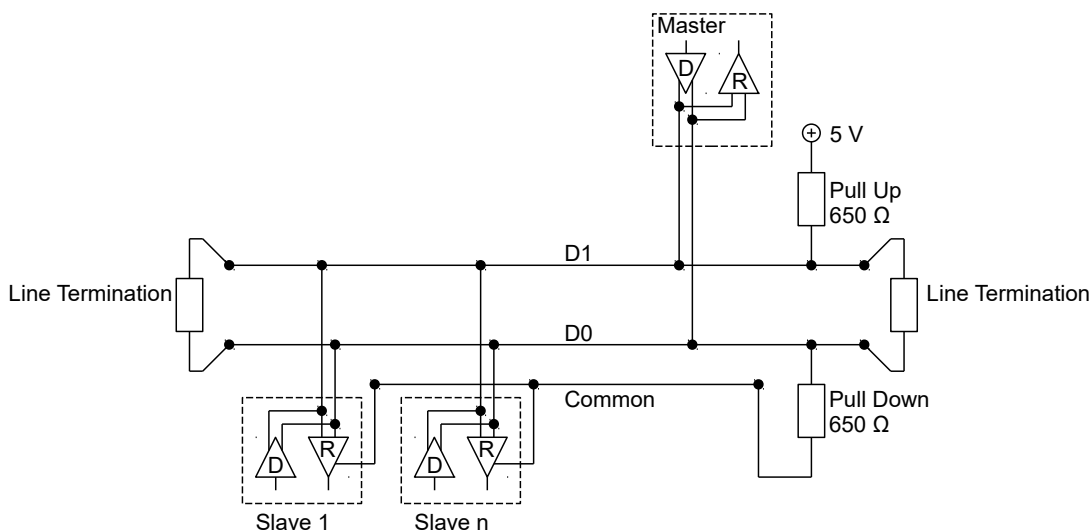 Master
D
R
5 V
Pull Up
650 Ω
D1
Line Termination
Line Termination
D0
Common
Pull Down
650 Ω
D
R
D
R
Slave 1
Slave n